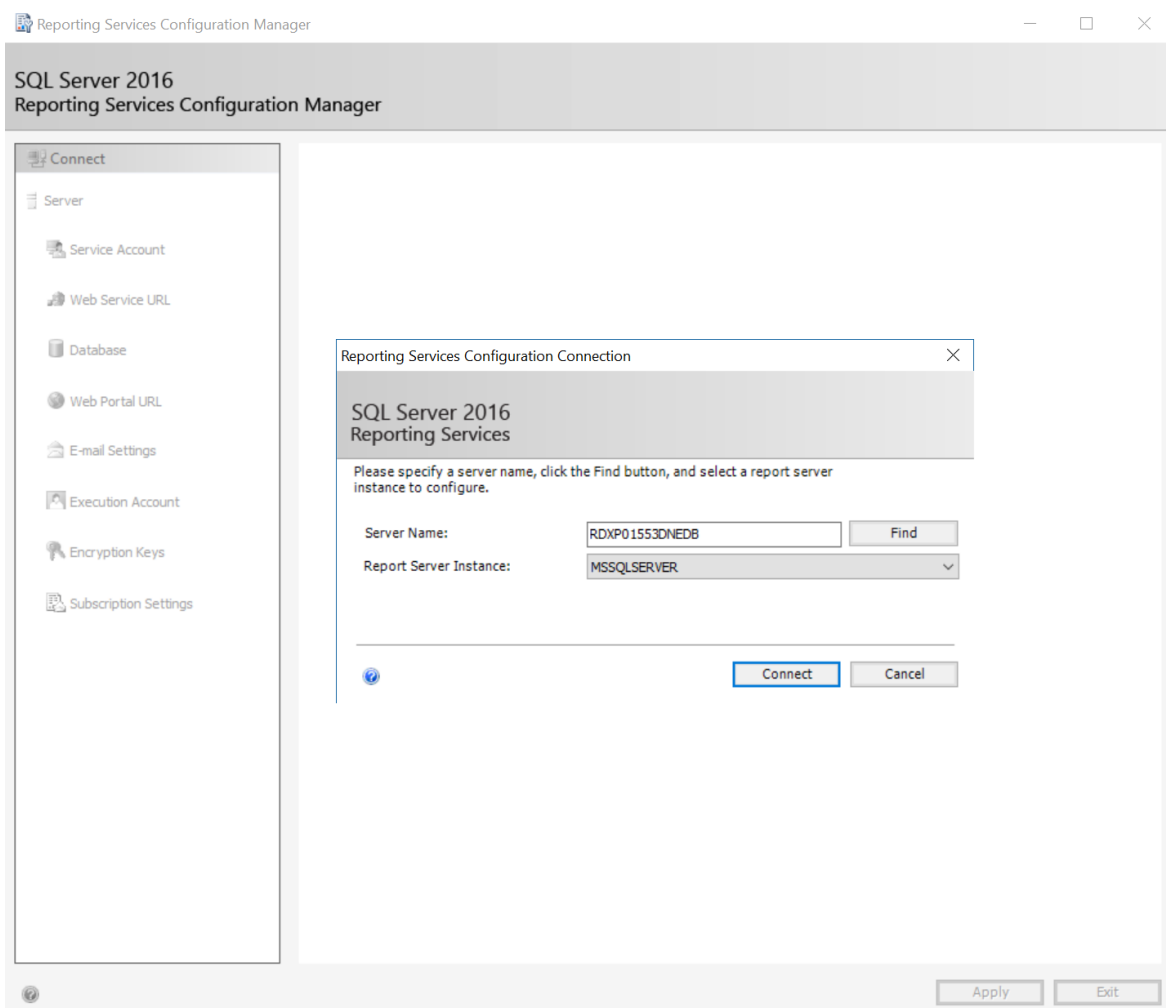 Reporting Services Configuration Manager
SQL Server 2016
Reporting Services Configuration Manager
Connect
Server
Service Account
Web Service URL
Database
Web Portal URL
E-mail Settings
Execution Account
Encryption Keys
Subscription Settings
Reporting Services Configuration Connection
SQL Server 2016
Reporting Services
Please specify a server name, click the Find button, and select a report server
instance to configure.
Server Name: RDXP01553DNEDB Find
Report Server Instance: MSSQLSERVER
Connect Cancel
Apply Exit